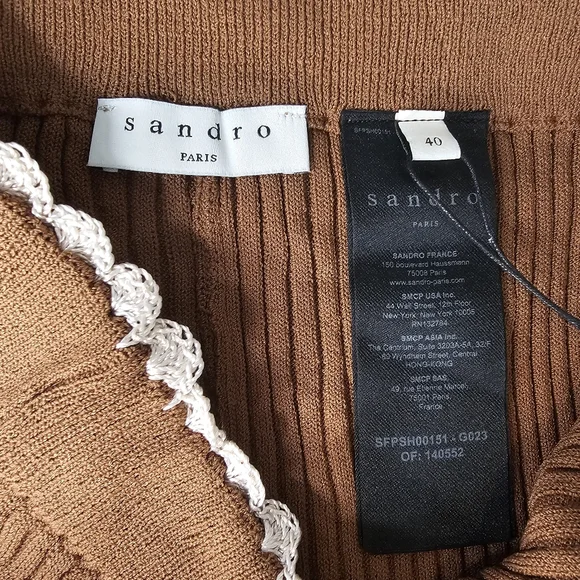 sandro
PARIS
SFPSH00151
40
sandro
PARIS
SANDRO FRANCE
150 boulevard Haussmann
75008 Paris
www.sandro-paris.com
SMCP USA Inc.
44 Wall Street, 12th Floor
New York, New York 10005
RN132784
SMCP ASIA Inc.
The Centrium, Suite 3203A-5A, 32/F
60 Wyndham Street, Central
HONG-KONG
SMCP SAS
49, rue Etienne Marcel,
75001 Paris,
France
SFPSH00151 - G023
OF: 140552